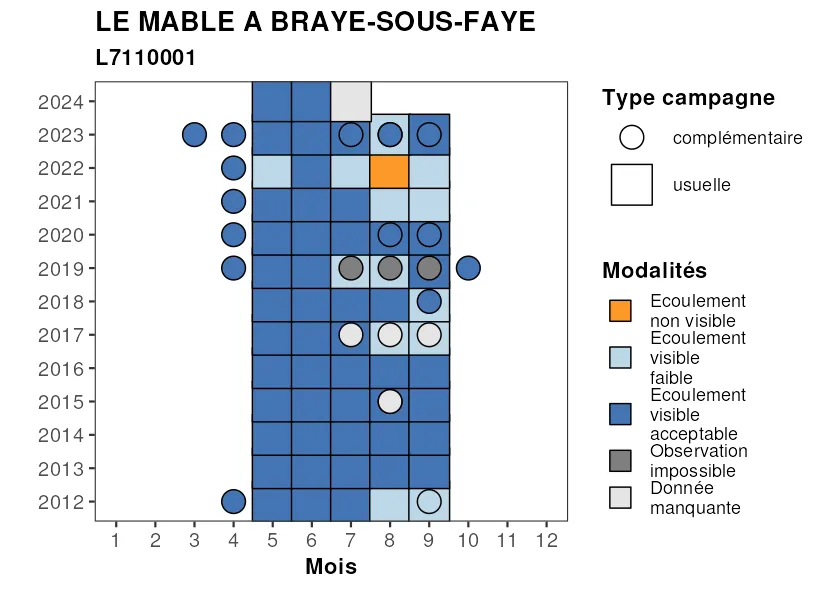 LE MABLE A BRAYE-SOUS-FAYE
L7110001
2024
2023
2022
2021
2020
2019
2018
2017
2016
2015
2014
2013
2012
1 2 3 4 5 6 7 8 9 10 11 12
Mois
Type campagne
complémentaire
usuelle
Modalités
Ecoulement
non visible
Ecoulement
visible
faible
Ecoulement
visible
acceptable
Observation
impossible
Donnée
manquante